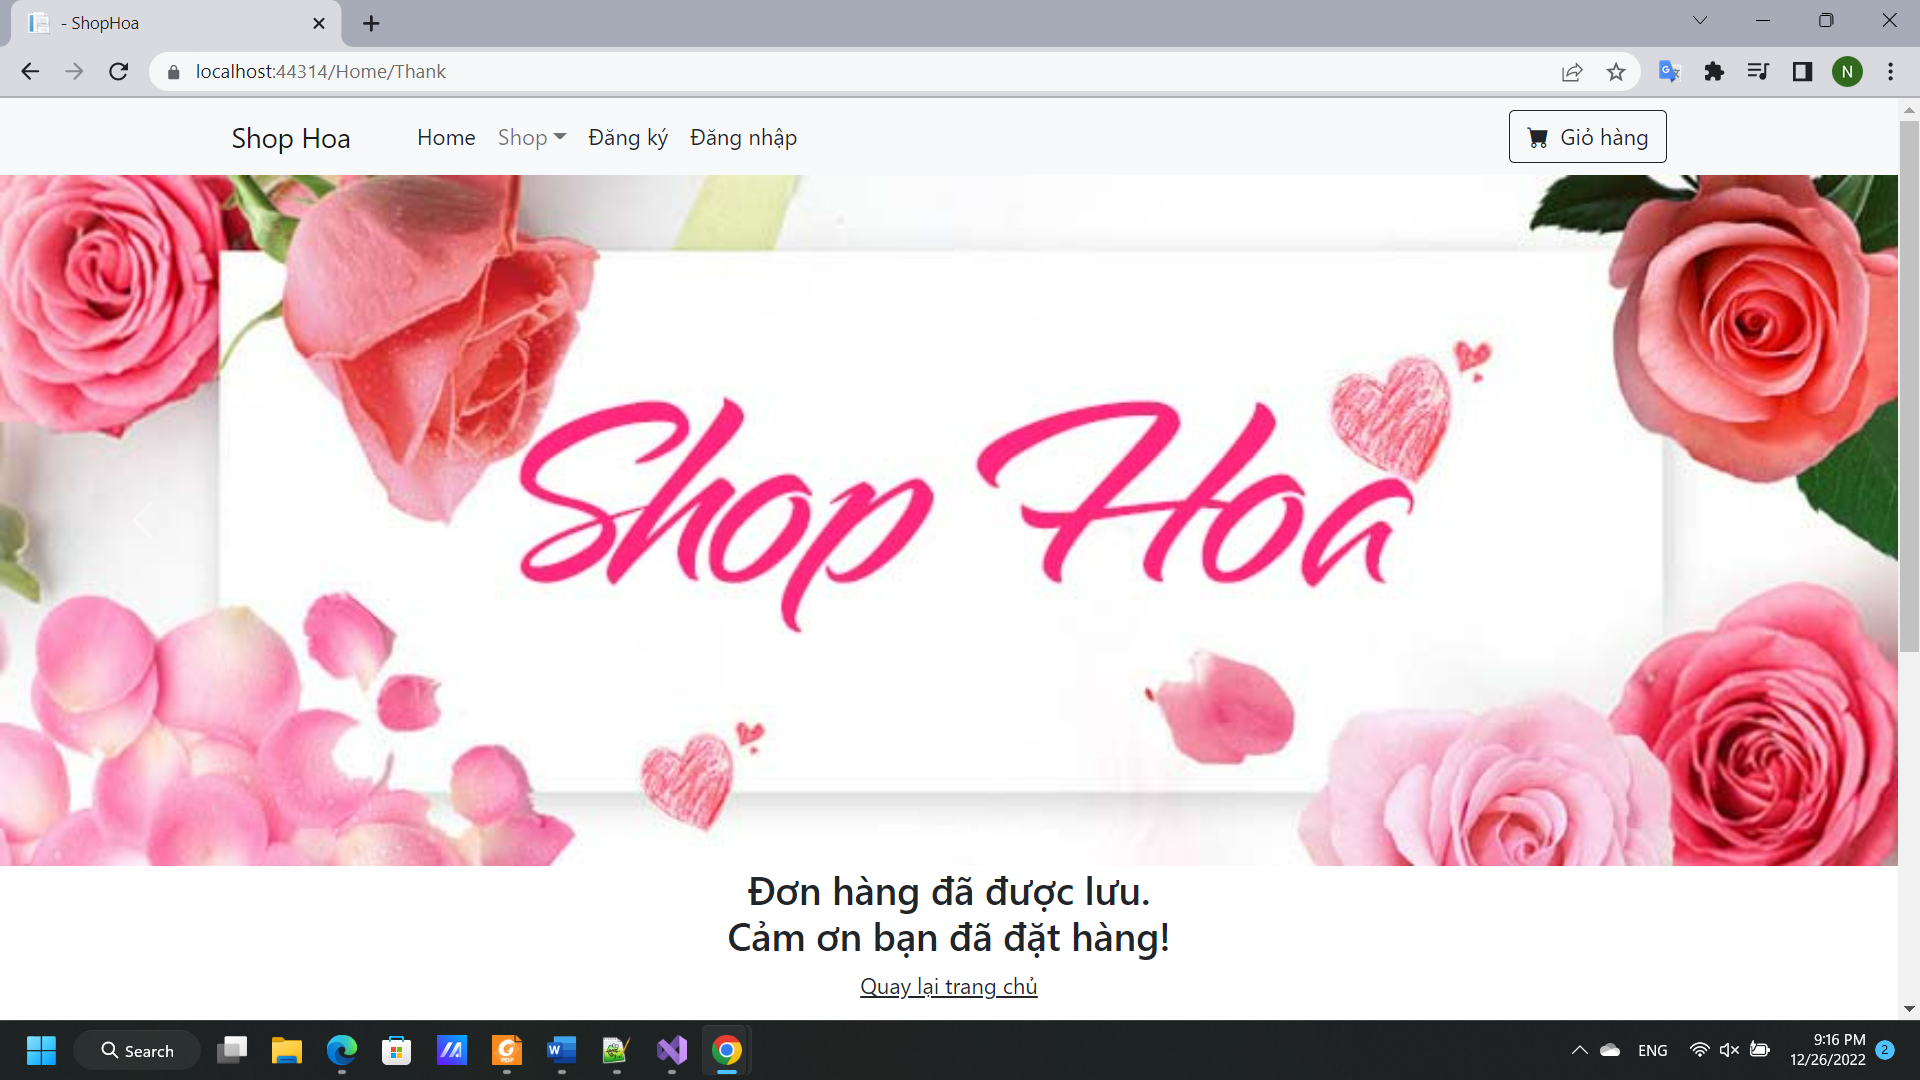 - ShopHoa
localhost:44314/Home/Thank
N
Shop Hoa
Home
Shop
Đăng ký
Đăng nhập
Giỏ hàng
Shop Hoa
Đơn hàng đã được lưu.
Cảm ơn bạn đã đặt hàng!
Quay lại trang chủ
Search
ENG
9:16 PM
12/26/2022
2